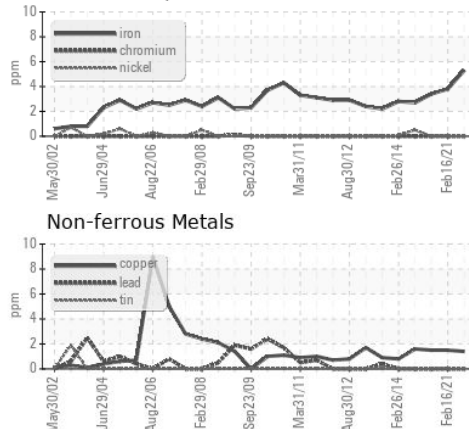 10
8
6
4
2
0
ppm
iron
chromium
nickel
May30/02
Jun29/04
Aug22/06
Feb29/08
Sep23/09
Mar31/11
Aug30/12
Feb26/14
Feb16/21
Non-ferrous Metals
10
8
6
4
2
0
ppm
copper
lead
tin
May30/02
Jun29/04
Aug22/06
Feb29/08
Sep23/09
Mar31/11
Aug30/12
Feb26/14
Feb16/21